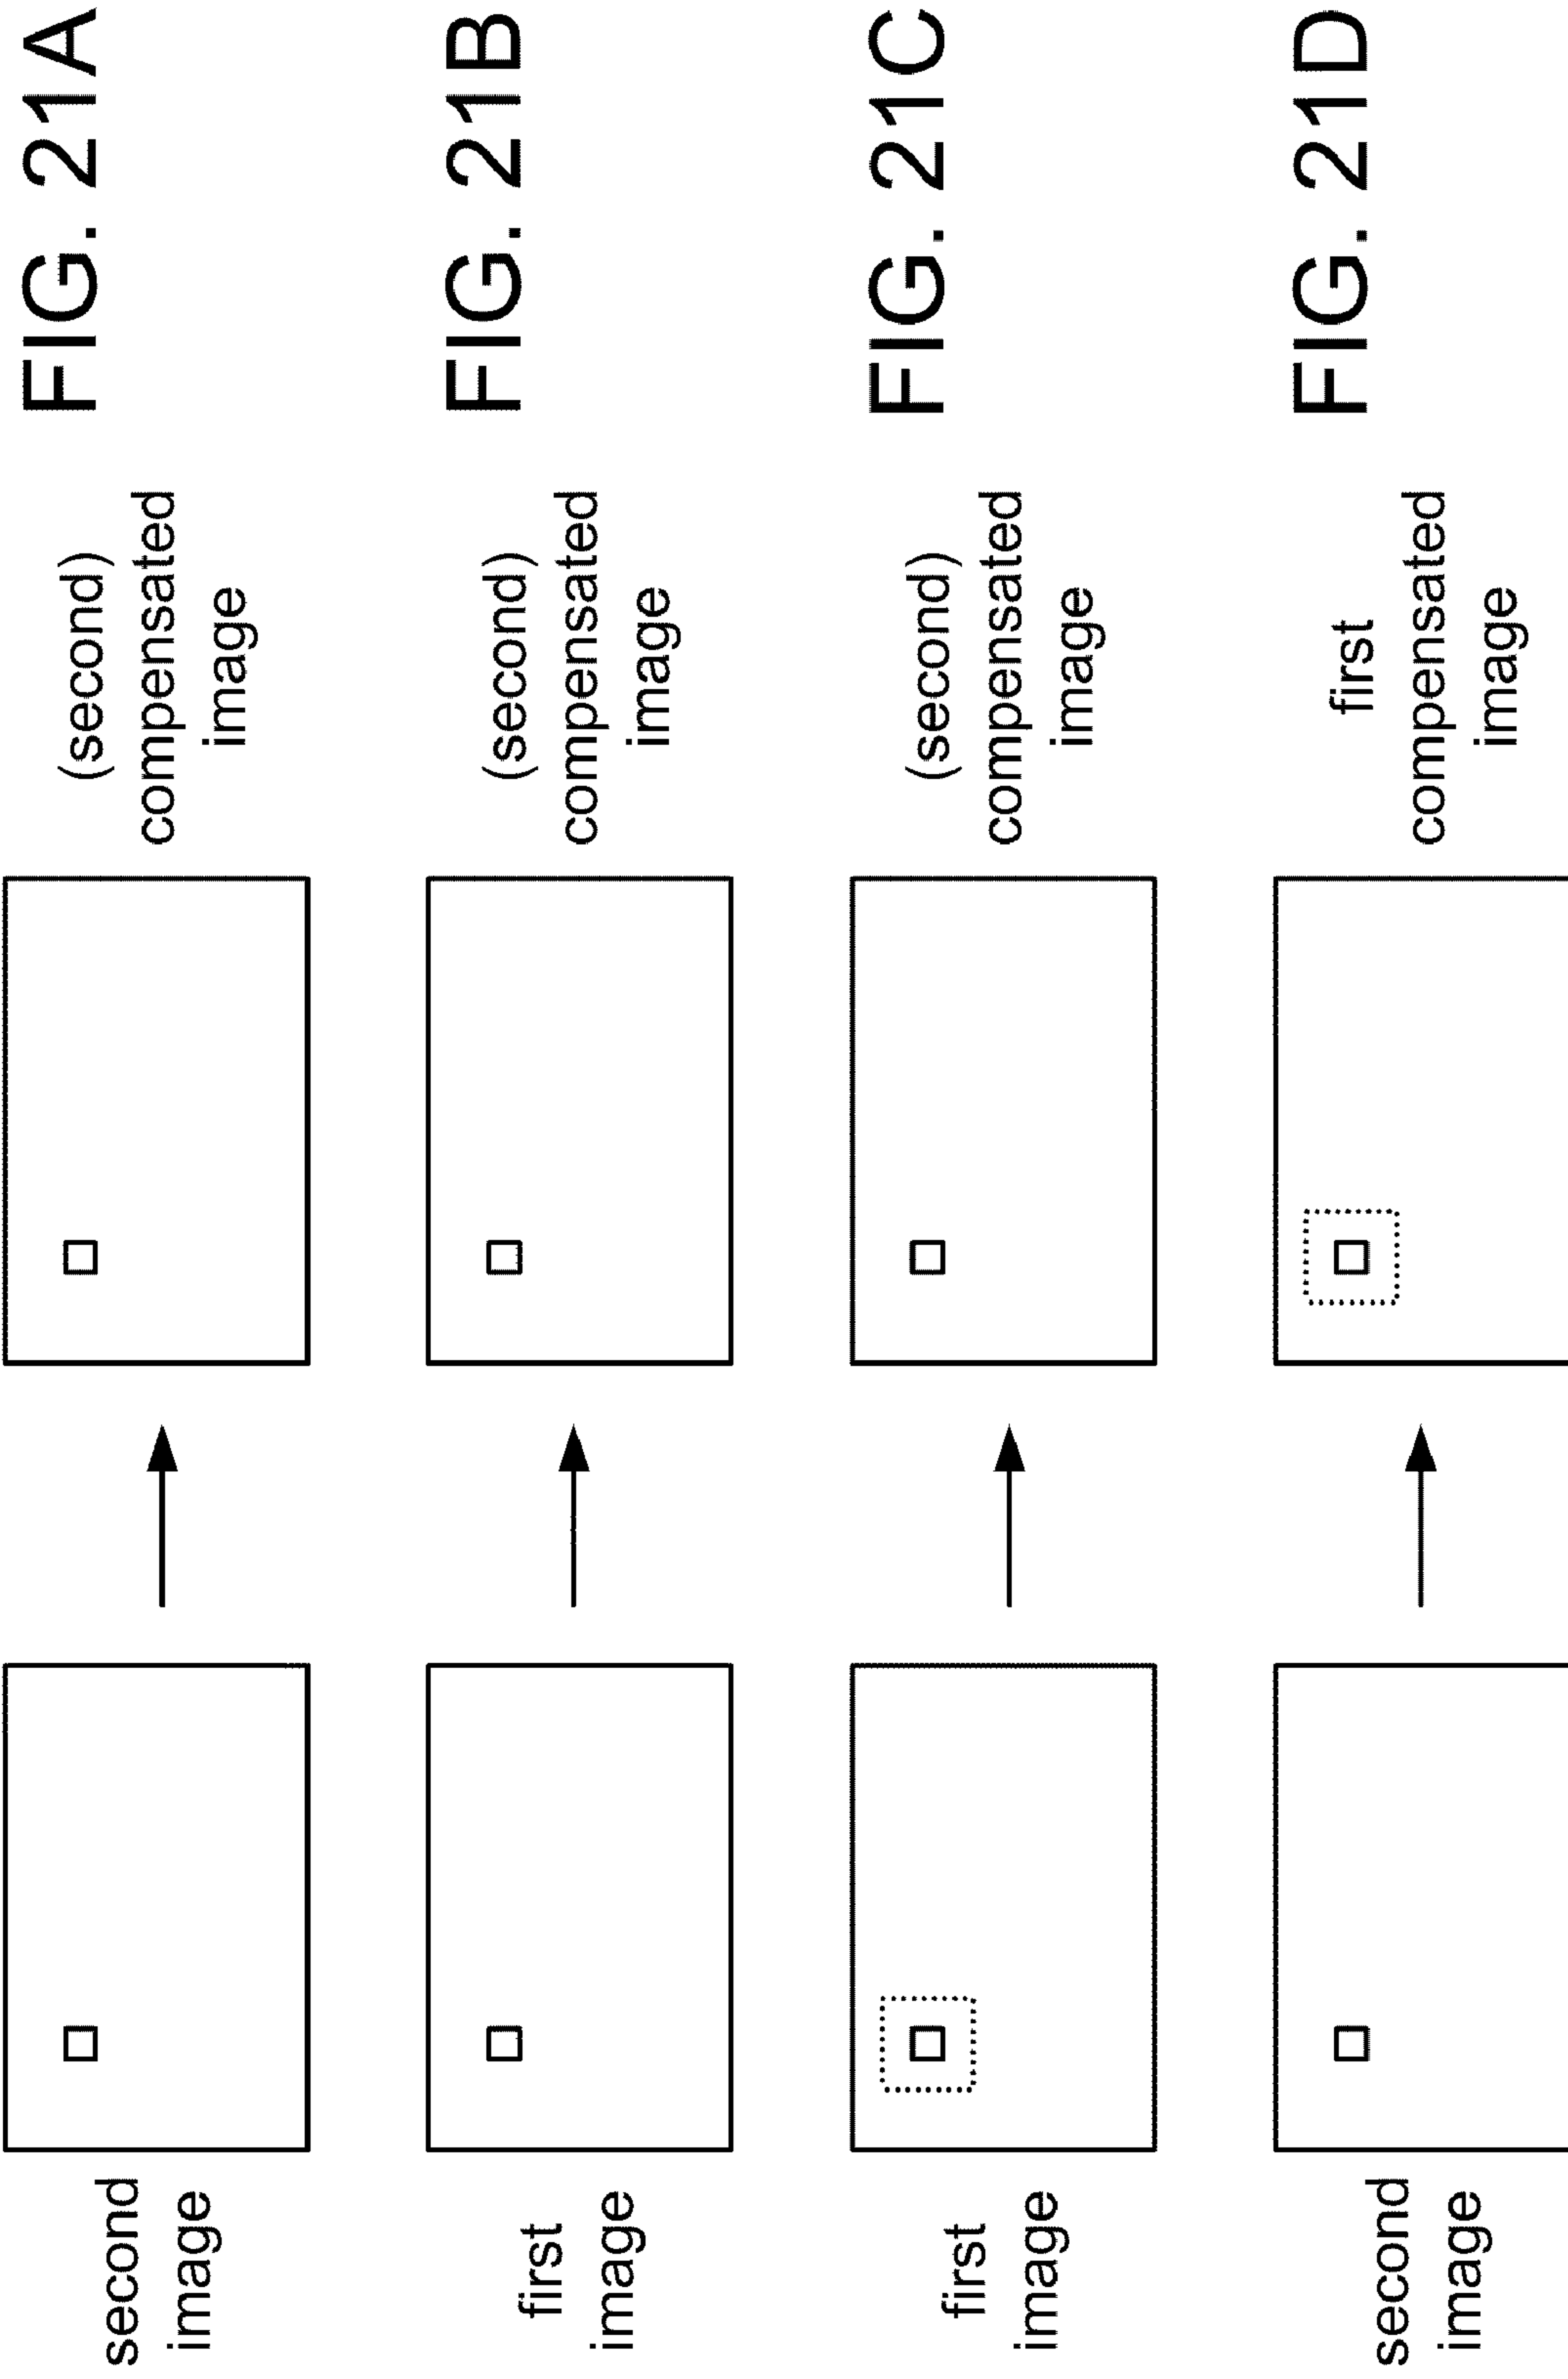 FIG. 21A
second
image
(second)
compensated
image
FIG. 21B
first
image
(second)
compensated
image
FIG. 21C
first
image
(second)
compensated
image
FIG. 21D
second
image
first
compensated
image